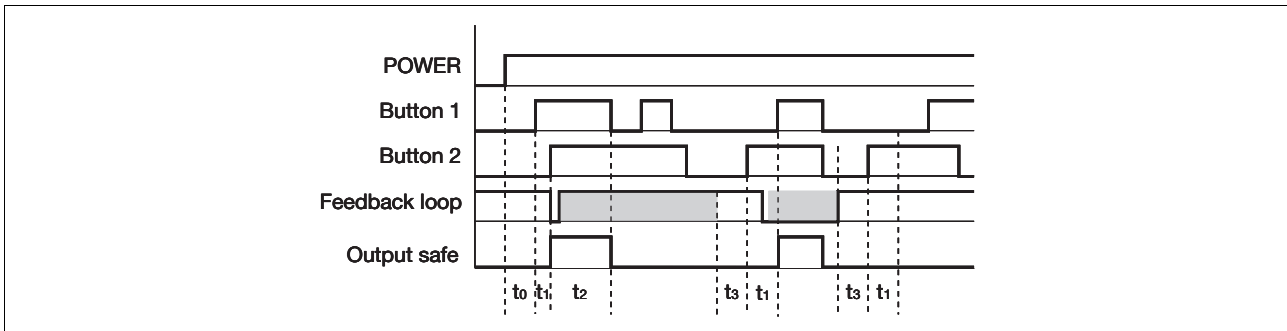 POWER
Button 1
Button 2
Feedback loop
Output safe
t0 t1 t2 t3 t1 t3 t1